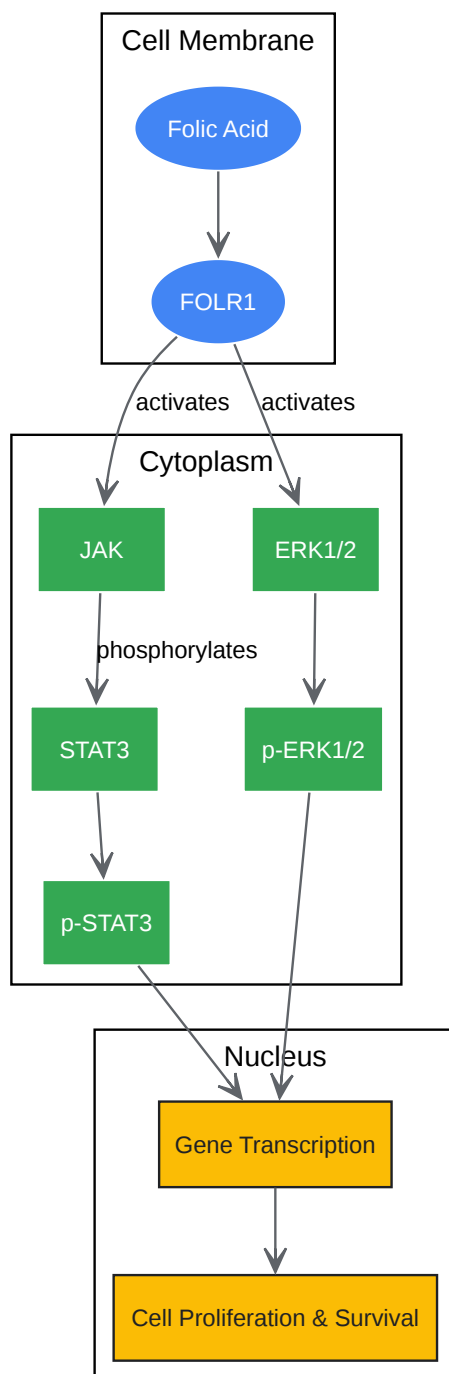 Cell Membrane
Folic Acid
FOLR1
activates
activates
Cytoplasm
JAK
ERK1/2
phosphorylates
STAT3
p-ERK1/2
p-STAT3
Nucleus
Gene Transcription
Cell Proliferation & Survival